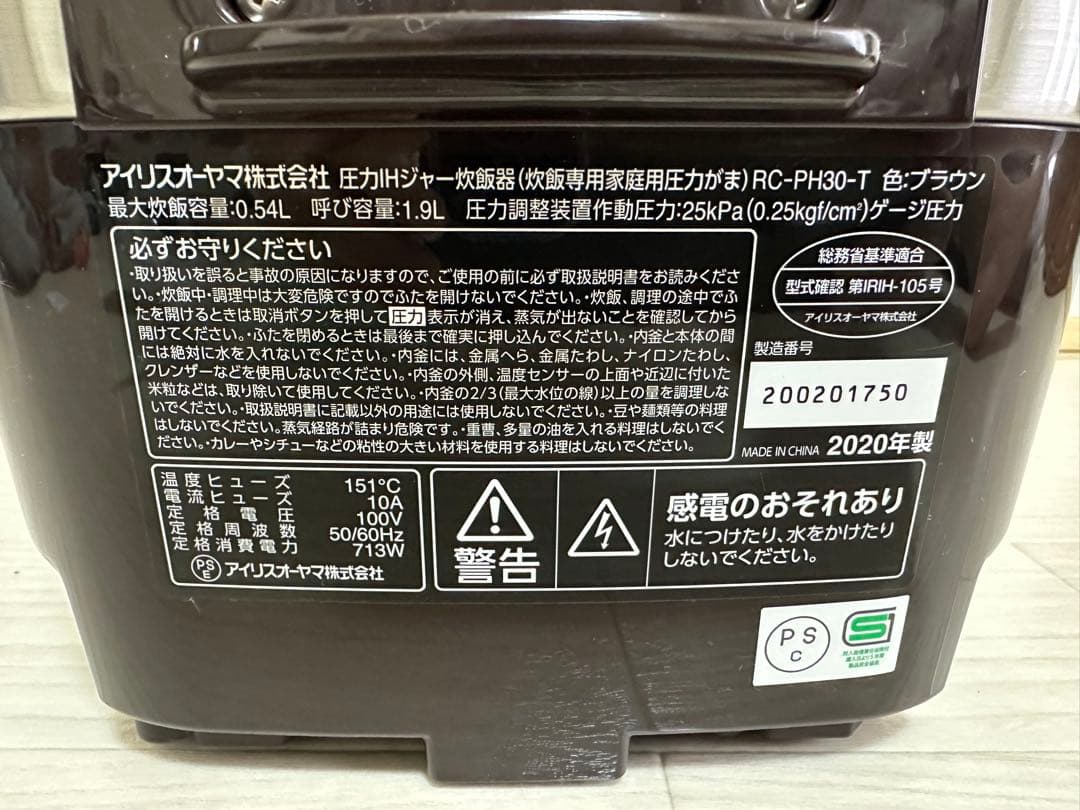 アイリスオーヤマ株式会社 圧力IHジャー炊飯器(炊飯専用家庭用圧力がま)RC-PH30-T 色:ブラウン
最大炊飯容量:0.54L 呼び容量:1.9L 圧力調整装置作動圧力:25kPa(0.25kgf/cm²)ゲージ圧力
必ずお守りください
・取り扱いを誤ると事故の原因になりますので、ご使用の前に必ず取扱説明書をお読みくださ
い。・炊飯中・調理中は大変危険ですのでふたを開けないでください。・炊飯、調理の途中でふ
たを開けるときは取消ボタンを押して圧力表示が消え、蒸気が出ないことを確認してから
開けてください。・ふたを閉めるときは最後まで確実に押し込んでください。・内釜と本体の間
には絶対に水を入れないでください。・内釜には、金属へら、金属たわし、ナイロンたわし、
クレンザーなどを使用しないでください。・内釜の外側、温度センサーの上面や近辺に付いた
米粒などは、取り除いて使用してください。・内釜の2/3(最大水位の線)以上の量を調理しな
いでください。・取扱説明書に記載以外の用途には使用しないでください。・豆や麺類等の料理
はしないでください。蒸気経路が詰まり危険です。・重曹、多量の油を入れる料理はしないでく
ださい。・カレーやシチューなどの粘性の大きい材料を使用する料理はしないでください。
総務省基準適合
型式確認 第IRIH-105号
アイリスオーヤマ株式会社
製造番号
200201750
MADE IN CHINA 2020年製
温度ヒューズ 151℃
電流ヒューズ 10A
定格電圧 100V
定格周波数 50/60Hz
定格消費電力 713W
PSE アイリスオーヤマ株式会社
警告
感電のおそれあり
水につけたり、水をかけたり
しないでください。
PSC